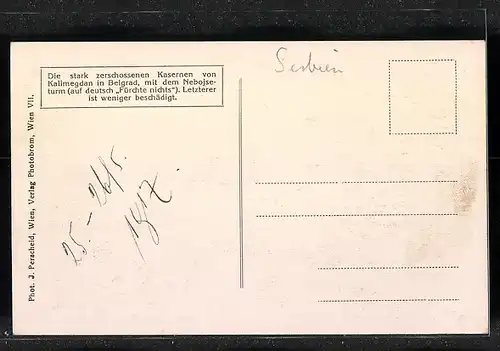 Die stark zerschossenen Kasernen von
Kalimegdan in Belgrad, mit dem Nebojse-
turm (auf deutsch „Fürchte nichts“). Letzterer
ist weniger beschädigt.
Serbien
25. – 26/5.
1917.
Phot. J. Perscheid, Wien, Verlag Photobrom, Wien VII.